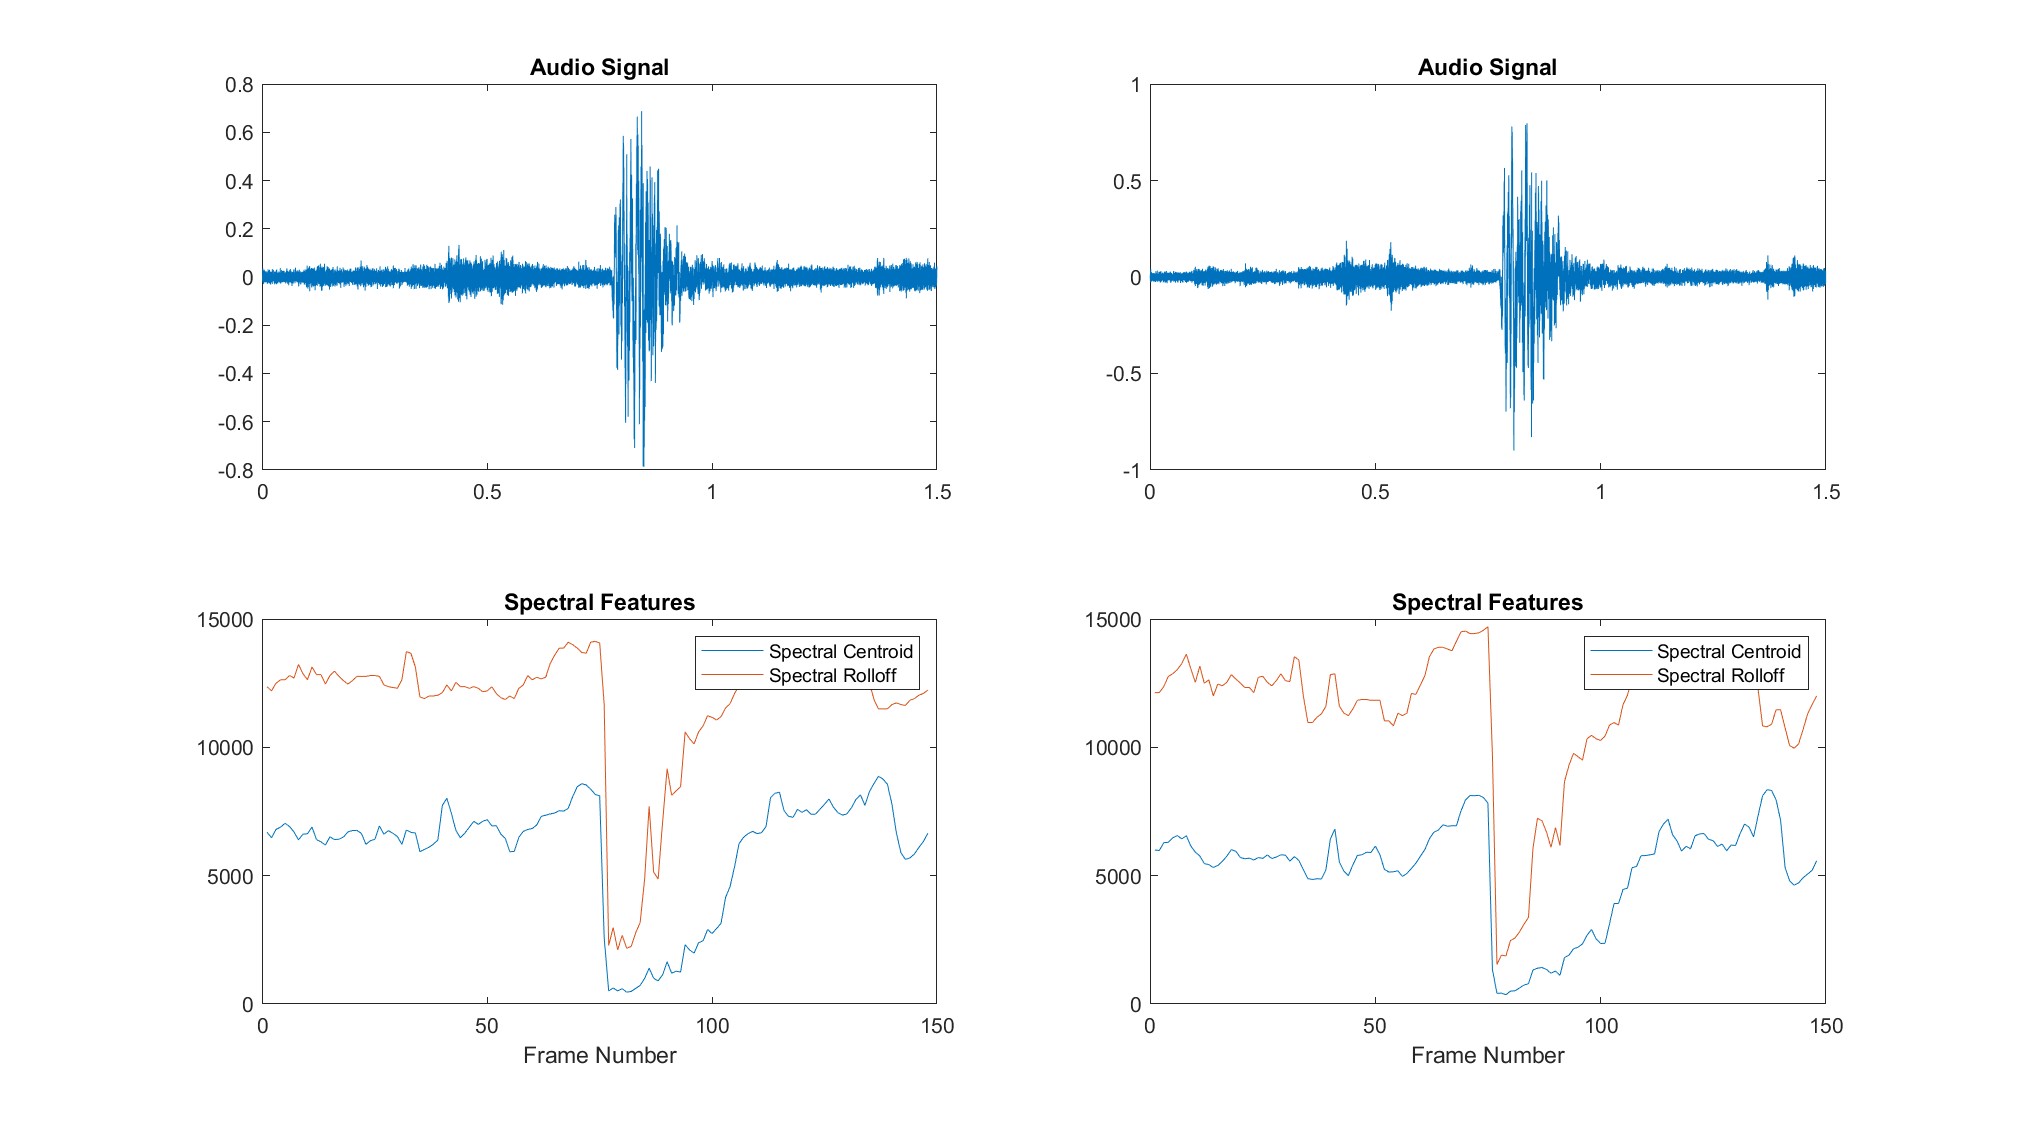 Audio Signal
0.8
0.6
0.4
0.2
0
-0.2
-0.4
-0.6
-0.8
0 0.5 1 1.5
Audio Signal
1
0.5
0
-0.5
-1
0 0.5 1 1.5
Spectral Features
15000
10000
5000
0
Spectral Centroid
Spectral Rolloff
0 50 100 150
Frame Number
Spectral Features
15000
10000
5000
0
Spectral Centroid
Spectral Rolloff
0 50 100 150
Frame Number